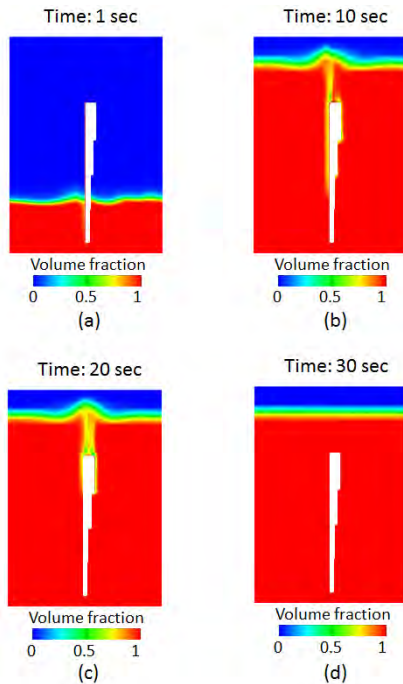 Time: 1 sec
Volume fraction
0 0.5 1
(a)
Time: 10 sec
Volume fraction
0 0.5 1
(b)
Time: 20 sec
Volume fraction
0 0.5 1
(c)
Time: 30 sec
Volume fraction
0 0.5 1
(d)